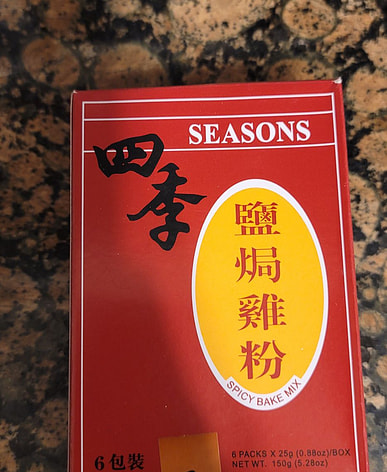 SEASONS
四季
鹽焗雞粉
SPICY BAKE MIX
6包裝
6 PACKS X 25g (0.88oz)/BOX
NET WT. 150g (5.28oz)